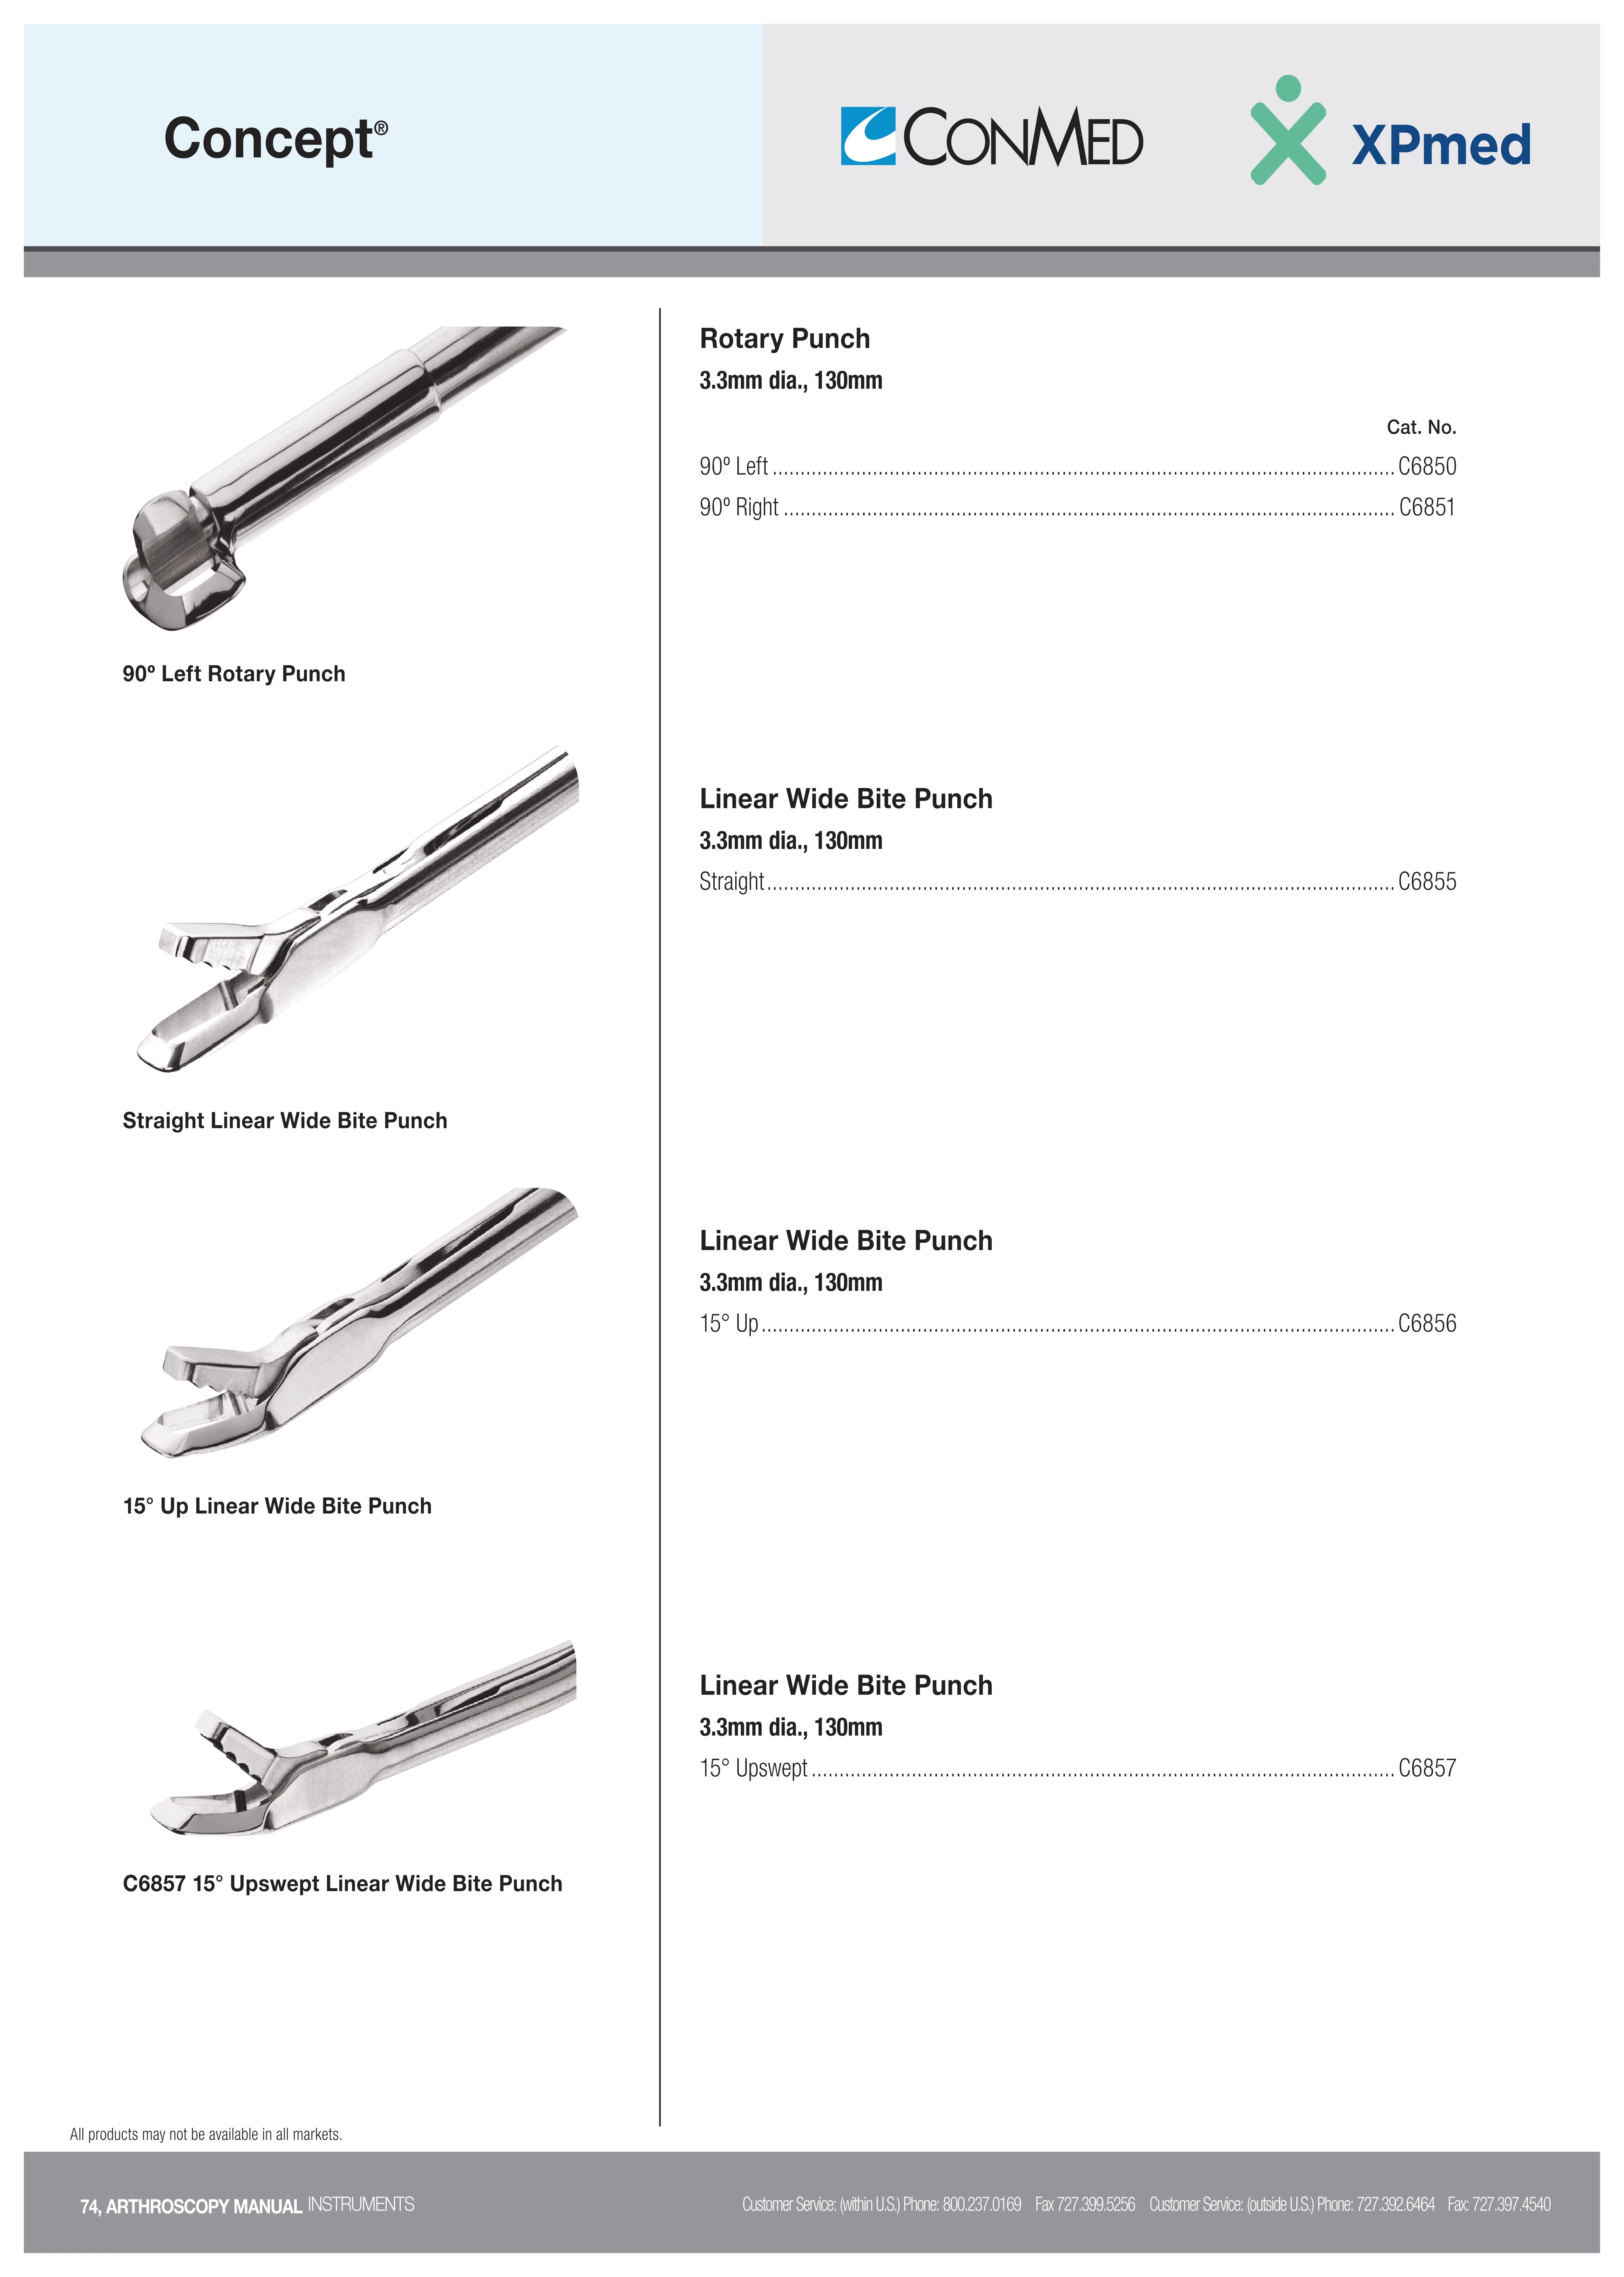 Concept®
CONMED
XPmed
Rotary Punch
3.3mm dia., 130mm
Cat. No.
90º Left ........................................ C6850
90º Right ........................................ C6851
90º Left Rotary Punch
Linear Wide Bite Punch
3.3mm dia., 130mm
Straight ........................................ C6855
Straight Linear Wide Bite Punch
Linear Wide Bite Punch
3.3mm dia., 130mm
15° Up ........................................ C6856
15° Up Linear Wide Bite Punch
Linear Wide Bite Punch
3.3mm dia., 130mm
15° Upswept ........................................ C6857
C6857 15° Upswept Linear Wide Bite Punch
All products may not be available in all markets.
74, ARTHROSCOPY MANUAL INSTRUMENTS
Customer Service: (within U.S.) Phone: 800.237.0169 Fax 727.399.5256 Customer Service: (outside U.S.) Phone: 727.392.6464 Fax: 727.397.4540